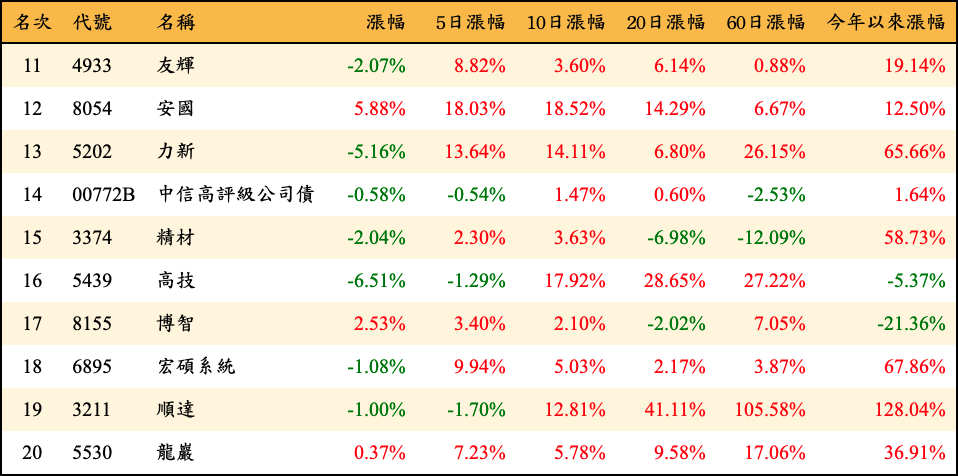 名次 代號 名稱 漲幅 5日漲幅 10日漲幅 20日漲幅 60日漲幅 今年以來漲幅
11 4933 友輝 -2.07% 8.82% 3.60% 6.14% 0.88% 19.14%
12 8054 安國 5.88% 18.03% 18.52% 14.29% 6.67% 12.50%
13 5202 力新 -5.16% 13.64% 14.11% 6.80% 26.15% 65.66%
14 00772B 中信高評級公司債 -0.58% -0.54% 1.47% 0.60% -2.53% 1.64%
15 3374 精材 -2.04% 2.30% 3.63% -6.98% -12.09% 58.73%
16 5439 高技 -6.51% -1.29% 17.92% 28.65% 27.22% -5.37%
17 8155 博智 2.53% 3.40% 2.10% -2.02% 7.05% -21.36%
18 6895 宏碩系統 -1.08% 9.94% 5.03% 2.17% 3.87% 67.86%
19 3211 順達 -1.00% -1.70% 12.81% 41.11% 105.58% 128.04%
20 5530 龍巖 0.37% 7.23% 5.78% 9.58% 17.06% 36.91%